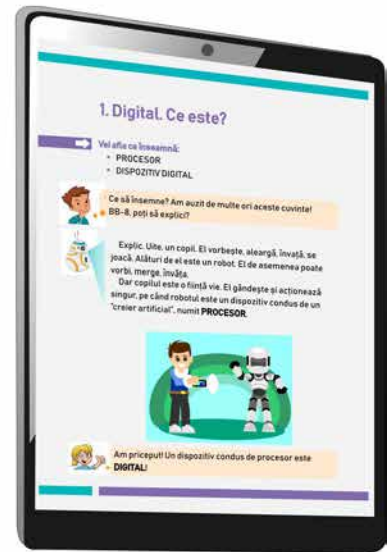 1. Digital. Ce este?
Vei afla ce înseamnă:
• PROCESOR
• DISPOZITIV DIGITAL
Ce să însemne? Am auzit de multe ori aceste cuvinte!
BB-8, poți să explici?
Explic. Uite, un copil. El vorbește, aleargă, învață, se
joacă. Alături de el este un robot. El de asemenea poate
vorbi, merge, învăța.
Dar copilul este o ființă vie. El gândește și acționează
singur, pe când robotul este un dispozitiv condus de un
"creier artificial", numit PROCESOR.
Am priceput! Un dispozitiv condus de procesor este
DIGITAL!